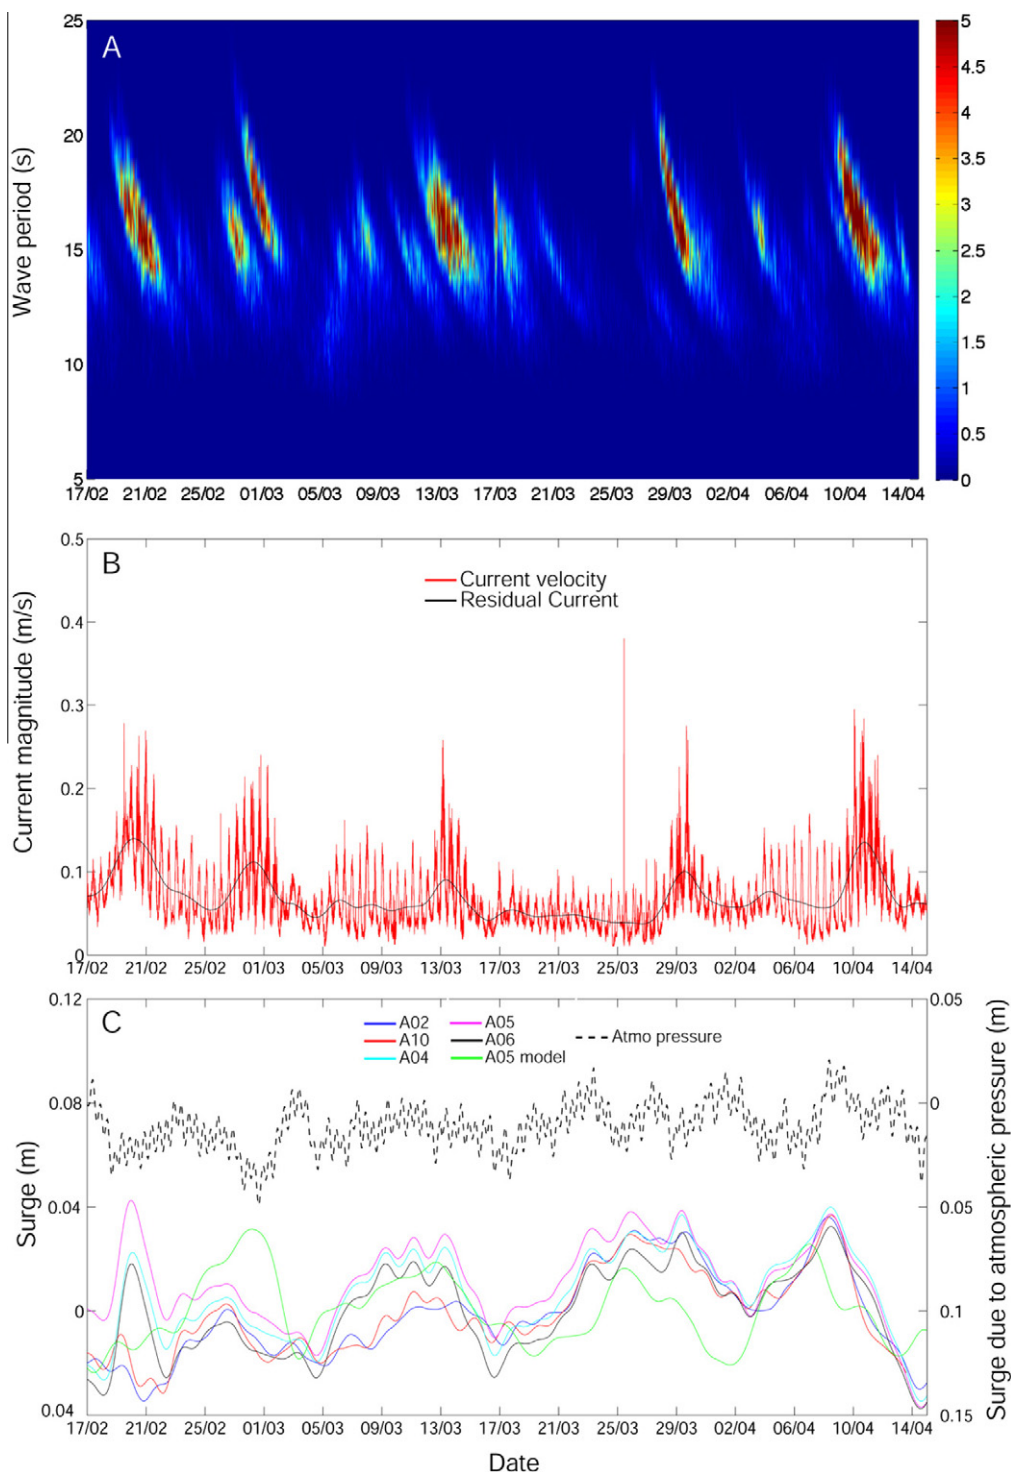 A
25
20
15
10
5
Wave period (s)
17/02 21/02 25/02 01/03 05/03 09/03 13/03 17/03 21/03 25/03 29/03 02/04 06/04 10/04 14/04
5
4.5
4
3.5
3
2.5
2
1.5
1
0.5
0
B
0.5
0.4
0.3
0.2
0.1
0
Current magnitude (m/s)
Current velocity
Residual Current
17/02 21/02 25/02 01/03 05/03 09/03 13/03 17/03 21/03 25/03 29/03 02/04 06/04 10/04 14/04
C
0.12
0.08
0.04
0
0.04
Surge (m)
A02 A05
A10 A06 Atmo pressure
A04 A05 model
0.05
0
0.05
0.1
0.15
Surge due to atmospheric pressure (m)
17/02 21/02 25/02 01/03 05/03 09/03 13/03 17/03 21/03 25/03 29/03 02/04 06/04 10/04 14/04
Date